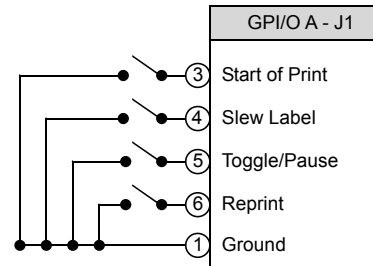 GPI/O A - J1
3 Start of Print
4 Slew Label
5 Toggle/Pause
6 Reprint
1 Ground